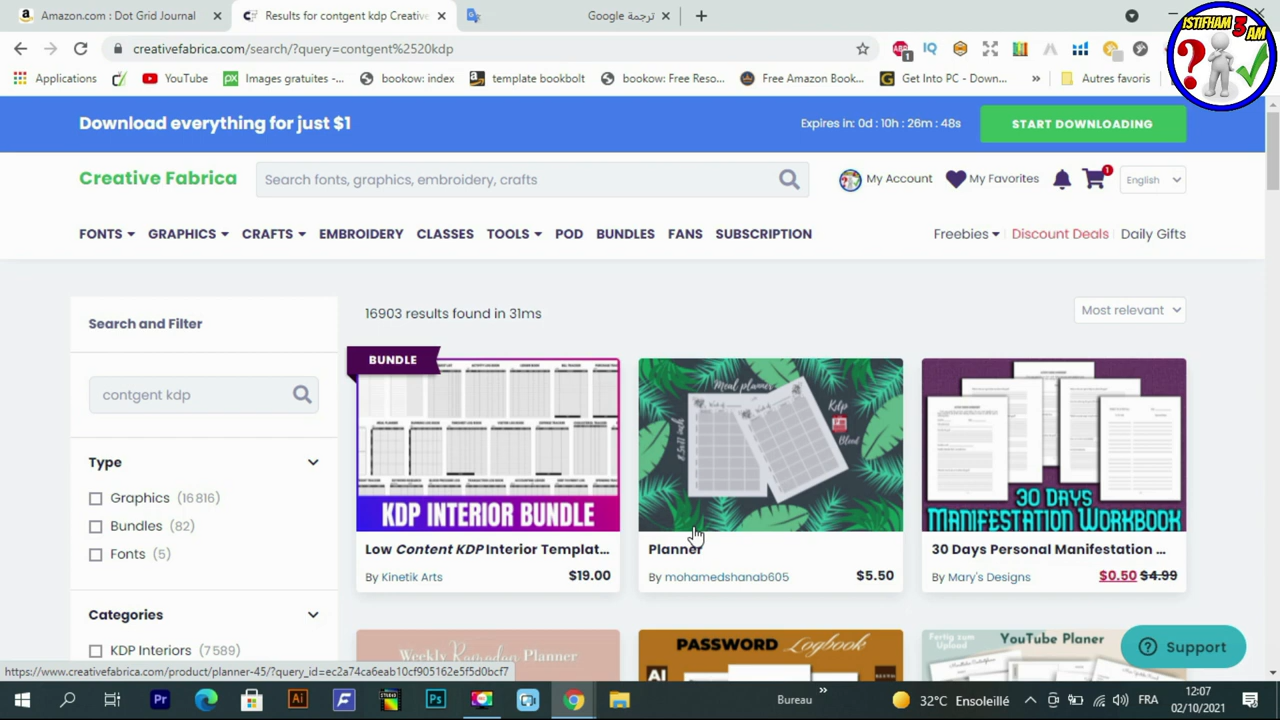 Amazon.com : Dot Grid Journal
Results for contgent kdp Creative
ترجمة Google
ISTIFHAM 3 AM
creativefabrica.com/search/?query=contgent%2520kdp
Applications
YouTube
Images gratuites -...
bookow: index
template bookbolt
bookow: Free Reso...
Free Amazon Book...
Get Into PC - Down...
»
Autres favoris
Download everything for just $1
Expires in: 0d : 10h : 26m : 48s
START DOWNLOADING
Creative Fabrica
Search fonts, graphics, embroidery, crafts
My Account
My Favorites
1
English
FONTS
GRAPHICS
CRAFTS
EMBROIDERY
CLASSES
TOOLS
POD
BUNDLES
FANS
SUBSCRIPTION
Freebies
Discount Deals
Daily Gifts
Search and Filter
16903 results found in 31ms
Most relevant
contgent kdp
Type
Graphics (16816)
Bundles (82)
Fonts (5)
Categories
KDP Interiors (7589)
BUNDLE
KDP INTERIOR BUNDLE
Low Content KDP Interior Templat...
By Kinetik Arts
$19.00
Meal planner
Kdp
Planner
By mohamedshanab605
$5.50
30 DAYS
MANIFESTATION WORKBOOK
30 Days Personal Manifestation ...
By Mary's Designs
$0.50 $4.99
Weekly Ramadan Planner
PASSWORD Logbook
AI
Fertig zum
Upload
YouTube Planer
Support
https://www.creativefabrica.com/product/planner-45/?query_id=ec2a74ca6eab10cf905162e5f5d0bcf7
Bureau
»
32°C Ensoleillé
FRA
12:07
02/10/2021